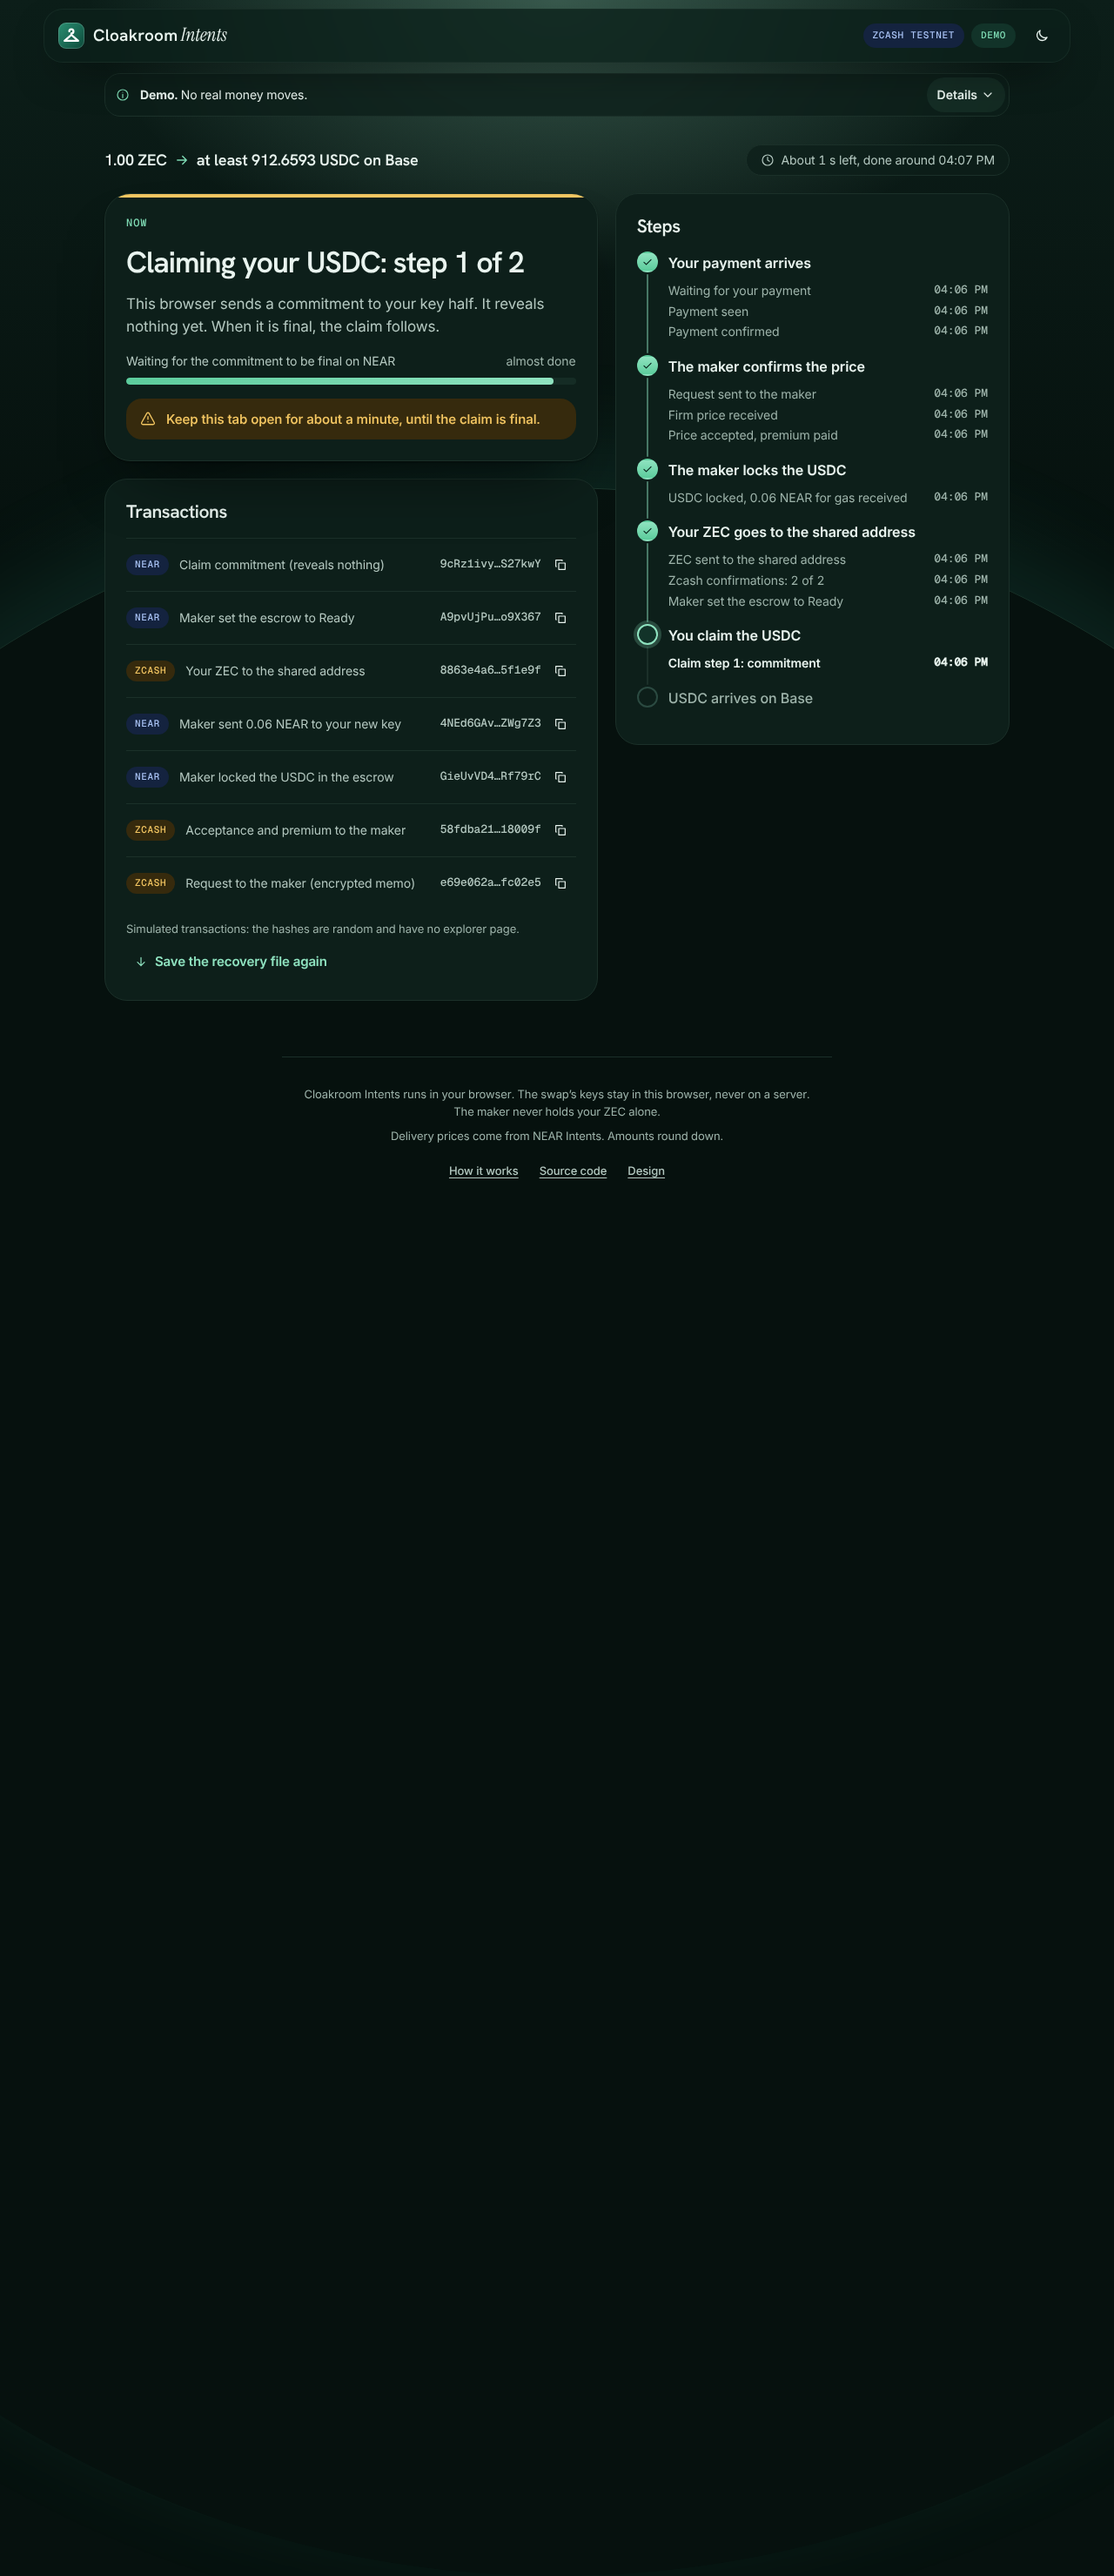 Cloakroom Intents
ZCASH TESTNET
DEMO
Demo. No real money moves.
Details
1.00 ZEC → at least 912.6593 USDC on Base
About 1 s left, done around 04:07 PM
NOW
Claiming your USDC: step 1 of 2
This browser sends a commitment to your key half. It reveals
nothing yet. When it is final, the claim follows.
Waiting for the commitment to be final on NEAR
almost done
Keep this tab open for about a minute, until the claim is final.
Transactions
NEAR Claim commitment (reveals nothing) 9cRz1ivy…S27kwY
NEAR Maker set the escrow to Ready A9pvUjPu…o9X367
ZCASH Your ZEC to the shared address 8863e4a6…5f1e9f
NEAR Maker sent 0.06 NEAR to your new key 4NEd6GAv…ZWg7Z3
NEAR Maker locked the USDC in the escrow GieUvVD4…Rf79rC
ZCASH Acceptance and premium to the maker 58fdba21…18009f
ZCASH Request to the maker (encrypted memo) e69e062a…fc02e5
Simulated transactions: the hashes are random and have no explorer page.
Save the recovery file again
Steps
Your payment arrives
Waiting for your payment 04:06 PM
Payment seen 04:06 PM
Payment confirmed 04:06 PM
The maker confirms the price
Request sent to the maker 04:06 PM
Firm price received 04:06 PM
Price accepted, premium paid 04:06 PM
The maker locks the USDC
USDC locked, 0.06 NEAR for gas received 04:06 PM
Your ZEC goes to the shared address
ZEC sent to the shared address 04:06 PM
Zcash confirmations: 2 of 2 04:06 PM
Maker set the escrow to Ready 04:06 PM
You claim the USDC
Claim step 1: commitment 04:06 PM
USDC arrives on Base
Cloakroom Intents runs in your browser. The swap’s keys stay in this browser, never on a server.
The maker never holds your ZEC alone.
Delivery prices come from NEAR Intents. Amounts round down.
How it works Source code Design